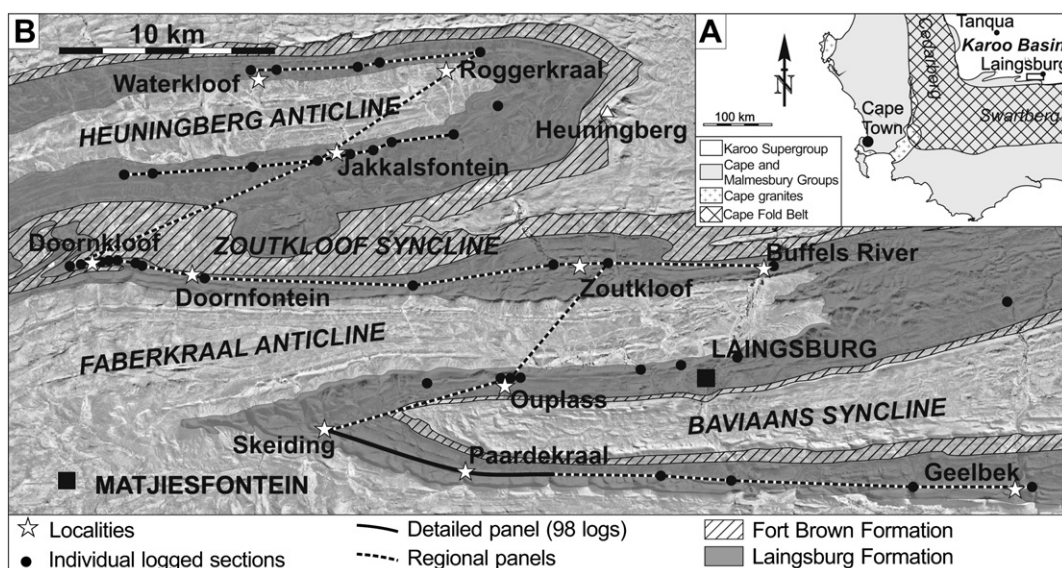 B
10 km
Waterkloof
Roggerkraal
HEUNINGBERG ANTICLINE
Heuningberg
Jakkalsfontein
Doornkloof
ZOUTKLOOF SYNCLINE
Buffels River
Doornfontein
Zoutkloof
FABERKRAAL ANTICLINE
LAINGSBURG
Ouplass
BAVIAANS SYNCLINE
Skeiding
Paardekraal
Geelbek
MATJIESFONTEIN
A
N
100 km
Tanqua
Karoo Basin
Laingsburg
Cedarberg
Swartberg
Cape
Town
Karoo Supergroup
Cape and
Malmesbury Groups
Cape granites
Cape Fold Belt
Localities
Individual logged sections
Detailed panel (98 logs)
Regional panels
Fort Brown Formation
Laingsburg Formation